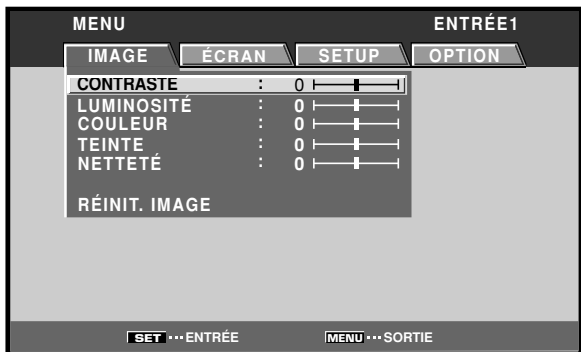 MENU ENTRÉE1
IMAGE ÉCRAN SETUP OPTION
CONTRASTE : 0
LUMINOSITÉ : 0
COULEUR : 0
TEINTE : 0
NETTETÉ : 0
RÉINIT. IMAGE
SET ··· ENTRÉE MENU ··· SORTIE